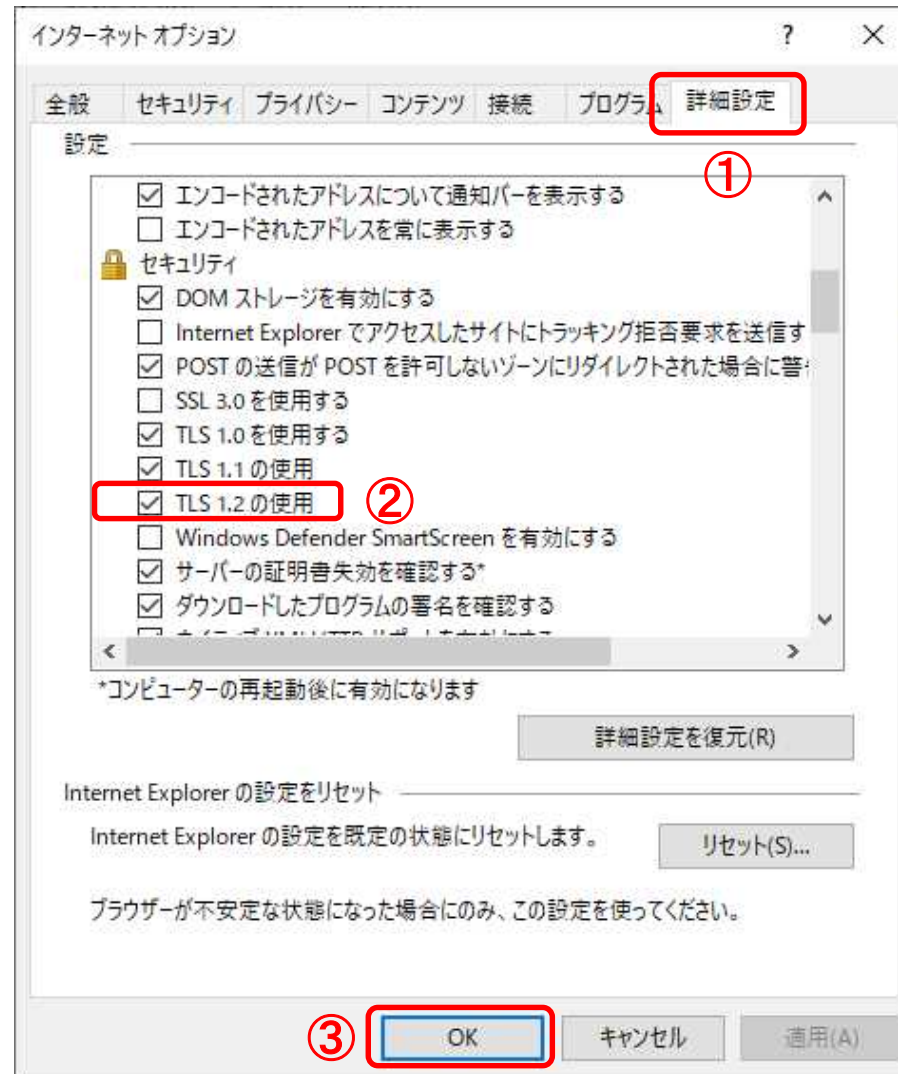 インターネット オプション ? ×
全般 セキュリティ プライバシー コンテンツ 接続 プログラム 詳細設定
設定
①
エンコードされたアドレスについて通知バーを表示する
エンコードされたアドレスを常に表示する
セキュリティ
DOM ストレージを有効にする
Internet Explorer でアクセスしたサイトにトラッキング拒否要求を送信す
POST の送信が POST を許可しないゾーンにリダイレクトされた場合に警
SSL 3.0 を使用する
TLS 1.0 を使用する
TLS 1.1 の使用
TLS 1.2 の使用 ②
Windows Defender SmartScreen を有効にする
サーバーの証明書失効を確認する*
ダウンロードしたプログラムの署名を確認する
*コンピューターの再起動後に有効になります
詳細設定を復元(R)
Internet Explorer の設定をリセット
Internet Explorer の設定を既定の状態にリセットします。
リセット(S)...
ブラウザーが不安定な状態になった場合にのみ、この設定を使ってください。
③ OK キャンセル 適用(A)